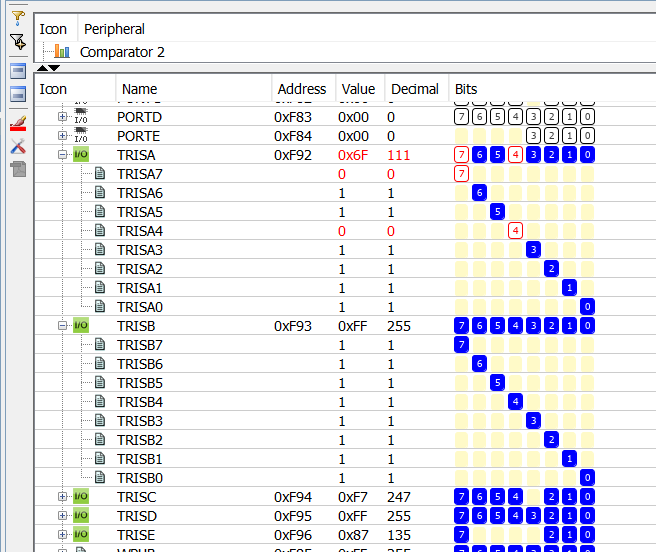 Icon Peripheral
Comparator 2
Icon Name Address Value Decimal Bits
I/O PORTD 0xF83 0x00 0 7 6 5 4 3 2 1 0
I/O PORTE 0xF84 0x00 0 3 2 1 0
I/O TRISA 0xF92 0x6F 111 7 6 5 4 3 2 1 0
TRISA7 0 0 7
TRISA6 1 1 6
TRISA5 1 1 5
TRISA4 0 0 4
TRISA3 1 1 3
TRISA2 1 1 2
TRISA1 1 1 1
TRISA0 1 1 0
I/O TRISB 0xF93 0xFF 255 7 6 5 4 3 2 1 0
TRISB7 1 1 7
TRISB6 1 1 6
TRISB5 1 1 5
TRISB4 1 1 4
TRISB3 1 1 3
TRISB2 1 1 2
TRISB1 1 1 1
TRISB0 1 1 0
I/O TRISC 0xF94 0xF7 247 7 6 5 4 2 1 0
I/O TRISD 0xF95 0xFF 255 7 6 5 4 3 2 1 0
I/O TRISE 0xF96 0x87 135 7 2 1 0